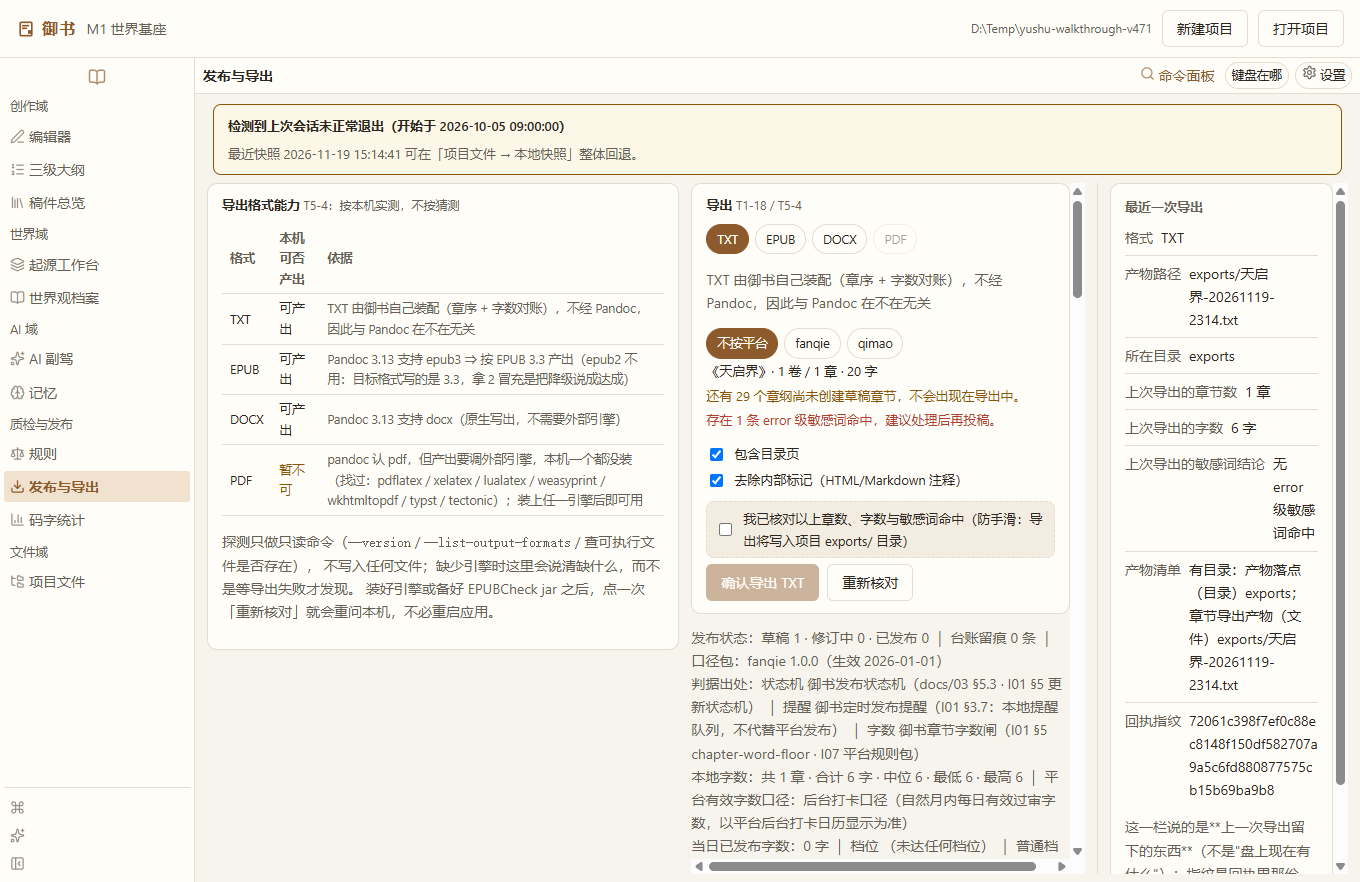 御书 M1 世界基座
D:\Temp\yushu-walkthrough-v471 新建项目 打开项目
发布与导出
命令面板 键盘在哪 设置
创作域
编辑器
三级大纲
稿件总览
世界域
起源工作台
世界观档案
AI 域
AI 副驾
记忆
质检与发布
规则
发布与导出
码字统计
文件域
项目文件
检测到上次会话未正常退出（开始于 2026-10-05 09:00:00）
最近快照 2026-11-19 15:14:41 可在「项目文件 → 本地快照」整体回退。
导出格式能力 T5-4：按本机实测，不按猜测
格式 本机可否产出 依据
TXT 可产出 TXT 由御书自己装配（章序 + 字数对账），不经 Pandoc，
因此与 Pandoc 在不在无关
EPUB 可产出 Pandoc 3.13 支持 epub3 ⇒ 按 EPUB 3.3 产出（epub2 不
用：目标格式写的是 3.3，拿 2 冒充是把降级说成达成）
DOCX 可产出 Pandoc 3.13 支持 docx（原生写出，不需要外部引擎）
PDF 暂不可 pandoc 认 pdf，但产出要调外部引擎，本机一个都没装
（找过：pdflatex / xelatex / lualatex / weasyprint /
wkhtmltopdf / typst / tectonic）；装上任一引擎后即可用
探测只做只读命令（--version / --list-output-formats / 查可执行文
件是否存在），不写入任何文件；缺少引擎时这里会说清缺什么，而不
是等导出失败才发现。 装好引擎或备好 EPUBCheck jar 之后，点一次
「重新核对」就会重问本机，不必重启应用。
导出 T1-18 / T5-4
TXT EPUB DOCX PDF
TXT 由御书自己装配（章序 + 字数对账），不经
Pandoc，因此与 Pandoc 在不在无关
不按平台 fanqie qimao
《天启界》 · 1 卷 / 1 章 · 20 字
还有 29 个章纲尚未创建草稿章节，不会出现在导出中。
存在 1 条 error 级敏感词命中，建议处理后再投稿。
包含目录页
去除内部标记（HTML/Markdown 注释）
我已核对以上章数、字数与敏感词命中（防手滑：导
出将写入项目 exports/ 目录）
确认导出 TXT 重新核对
发布状态：草稿 1 · 修订中 0 · 已发布 0 ｜ 台账留痕 0 条 ｜
口径包：fanqie 1.0.0（生效 2026-01-01）
判据出处：状态机 御书发布状态机（docs/03 §5.3 · I01 §5 更
新状态机） ｜ 提醒 御书定时发布提醒（I01 §3.7：本地提醒
队列，不代替平台发布） ｜ 字数 御书章节字数闸（I01 §5
chapter-word-floor · I07 平台规则包）
本地字数：共 1 章 · 合计 6 字 · 中位 6 · 最低 6 · 最高 6 ｜ 平
台有效字数口径：后台打卡口径（自然月内每日有效过审字
数，以平台后台打卡日历显示为准）
当日已发布字数：0 字 ｜ 档位 （未达任何档位） ｜ 普通档
最近一次导出
格式 TXT
产物路径 exports/天启
界-20261119-
2314.txt
所在目录 exports
上次导出的章节数 1 章
上次导出的字数 6 字
上次导出的敏感词结论 无
error
级敏感
词命中
产物清单 有目录：产物落点
（目录）exports；
章节导出产物（文
件）exports/天启
界-20261119-
2314.txt
回执指纹 72061c398f7ef0c88e
c8148f150df582707a
9a5c6fd880877575c
b15b69ba9b8
这一栏说的是**上一次导出留
下的东西**（不是"盘上现在有
什么"）：指纹是回执里那份